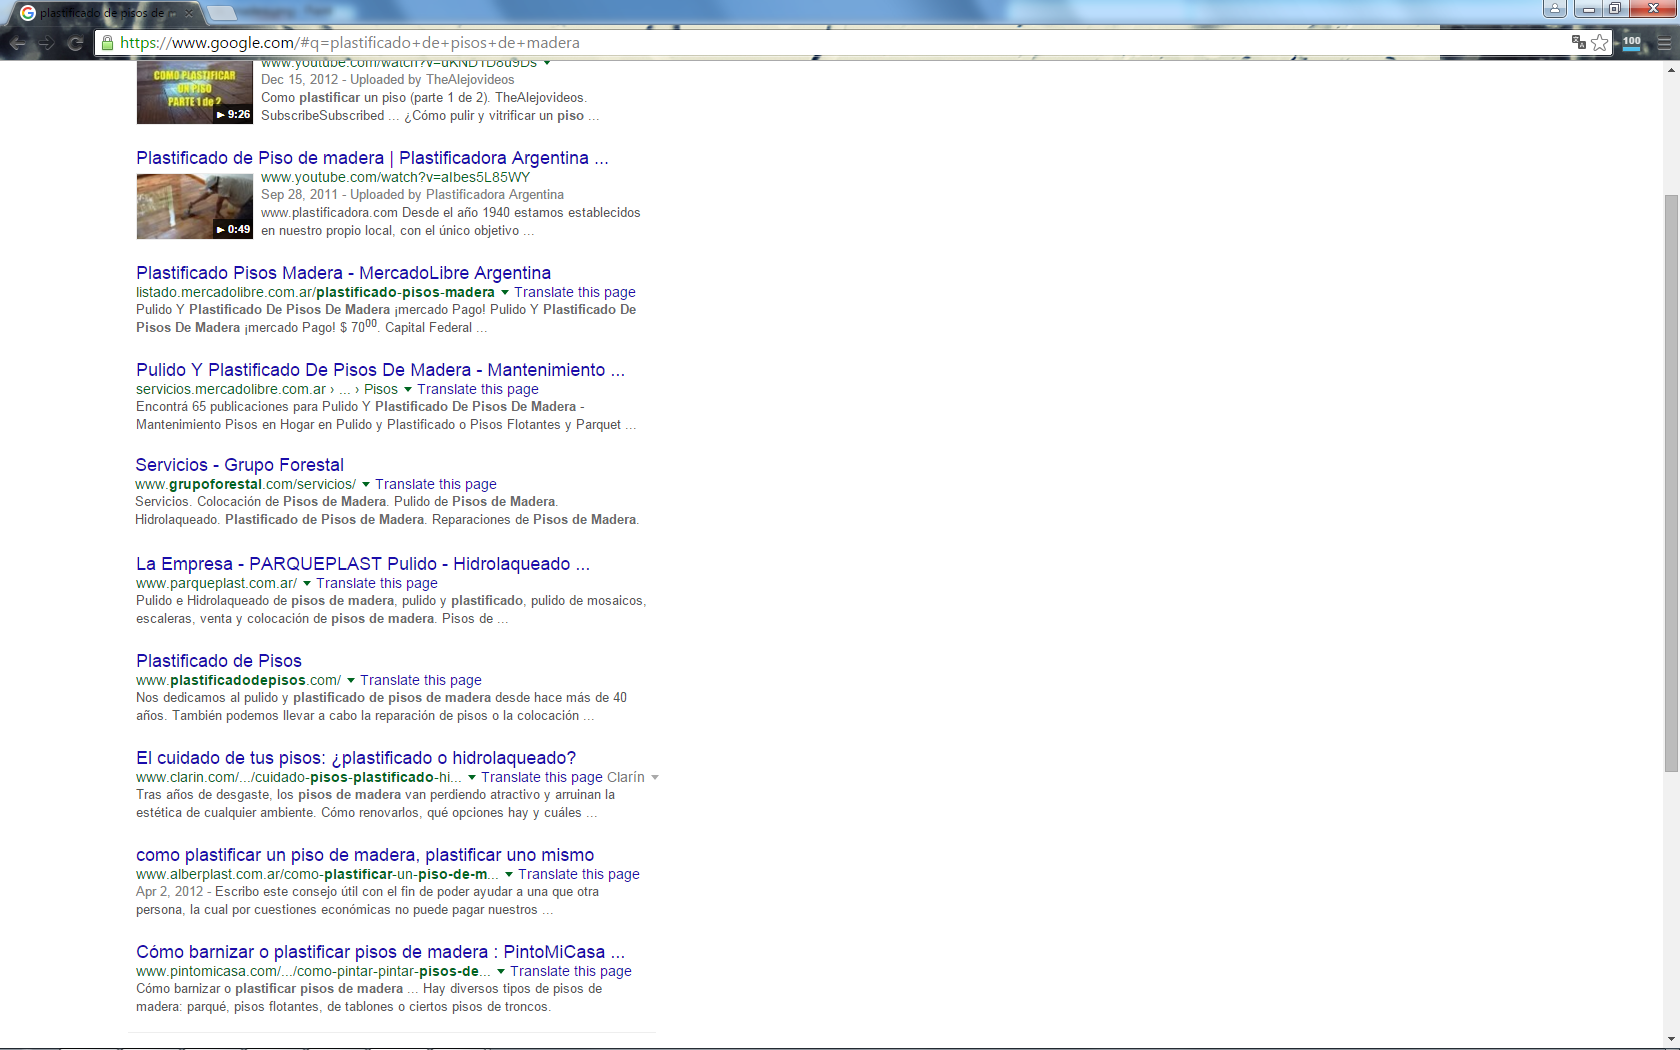 plastificado de pisos de
https://www.google.com/#q=plastificado+de+pisos+de+madera
100
COMO PLASTIFICAR
UN PISO
PARTE 1 de 2
9:26
Dec 15, 2012 - Uploaded by TheAlejovideos
Como plastificar un piso (parte 1 de 2). TheAlejovideos.
SubscribeSubscribed ... ¿Cómo pulir y vitrificar un piso ...
Plastificado de Piso de madera | Plastificadora Argentina ...
0:49
www.youtube.com/watch?v=albes5L85WY
Sep 28, 2011 - Uploaded by Plastificadora Argentina
www.plastificadora.com Desde el año 1940 estamos establecidos
en nuestro propio local, con el único objetivo ...
Plastificado Pisos Madera - MercadoLibre Argentina
listado.mercadolibre.com.ar/plastificado-pisos-madera Translate this page
Pulido Y Plastificado De Pisos De Madera ¡mercado Pago! Pulido Y Plastificado De
Pisos De Madera ¡mercado Pago! $ 70⁰⁰. Capital Federal ...
Pulido Y Plastificado De Pisos De Madera - Mantenimiento ...
servicios.mercadolibre.com.ar › ... › Pisos Translate this page
Encontrá 65 publicaciones para Pulido Y Plastificado De Pisos De Madera -
Mantenimiento Pisos en Hogar en Pulido y Plastificado o Pisos Flotantes y Parquet ...
Servicios - Grupo Forestal
www.grupoforestal.com/servicios/ Translate this page
Servicios. Colocación de Pisos de Madera. Pulido de Pisos de Madera.
Hidrolaqueado. Plastificado de Pisos de Madera. Reparaciones de Pisos de Madera.
La Empresa - PARQUEPLAST Pulido - Hidrolaqueado ...
www.parqueplast.com.ar/ Translate this page
Pulido e Hidrolaqueado de pisos de madera, pulido y plastificado, pulido de mosaicos,
escaleras, venta y colocación de pisos de madera. Pisos de ...
Plastificado de Pisos
www.plastificadodepisos.com/ Translate this page
Nos dedicamos al pulido y plastificado de pisos de madera desde hace más de 40
años. También podemos llevar a cabo la reparación de pisos o la colocación ...
El cuidado de tus pisos: ¿plastificado o hidrolaqueado?
www.clarin.com/.../cuidado-pisos-plastificado-hi... Translate this page Clarín
Tras años de desgaste, los pisos de madera van perdiendo atractivo y arruinan la
estética de cualquier ambiente. Cómo renovarlos, qué opciones hay y cuáles ...
como plastificar un piso de madera, plastificar uno mismo
www.alberplast.com.ar/como-plastificar-un-piso-de-m... Translate this page
Apr 2, 2012 - Escribo este consejo útil con el fin de poder ayudar a una que otra
persona, la cual por cuestiones económicas no puede pagar nuestros ...
Cómo barnizar o plastificar pisos de madera : PintoMiCasa ...
www.pintomicasa.com/.../como-pintar-pintar-pisos-de... Translate this page
Cómo barnizar o plastificar pisos de madera ... Hay diversos tipos de pisos de
madera: parqué, pisos flotantes, de tablones o ciertos pisos de troncos.